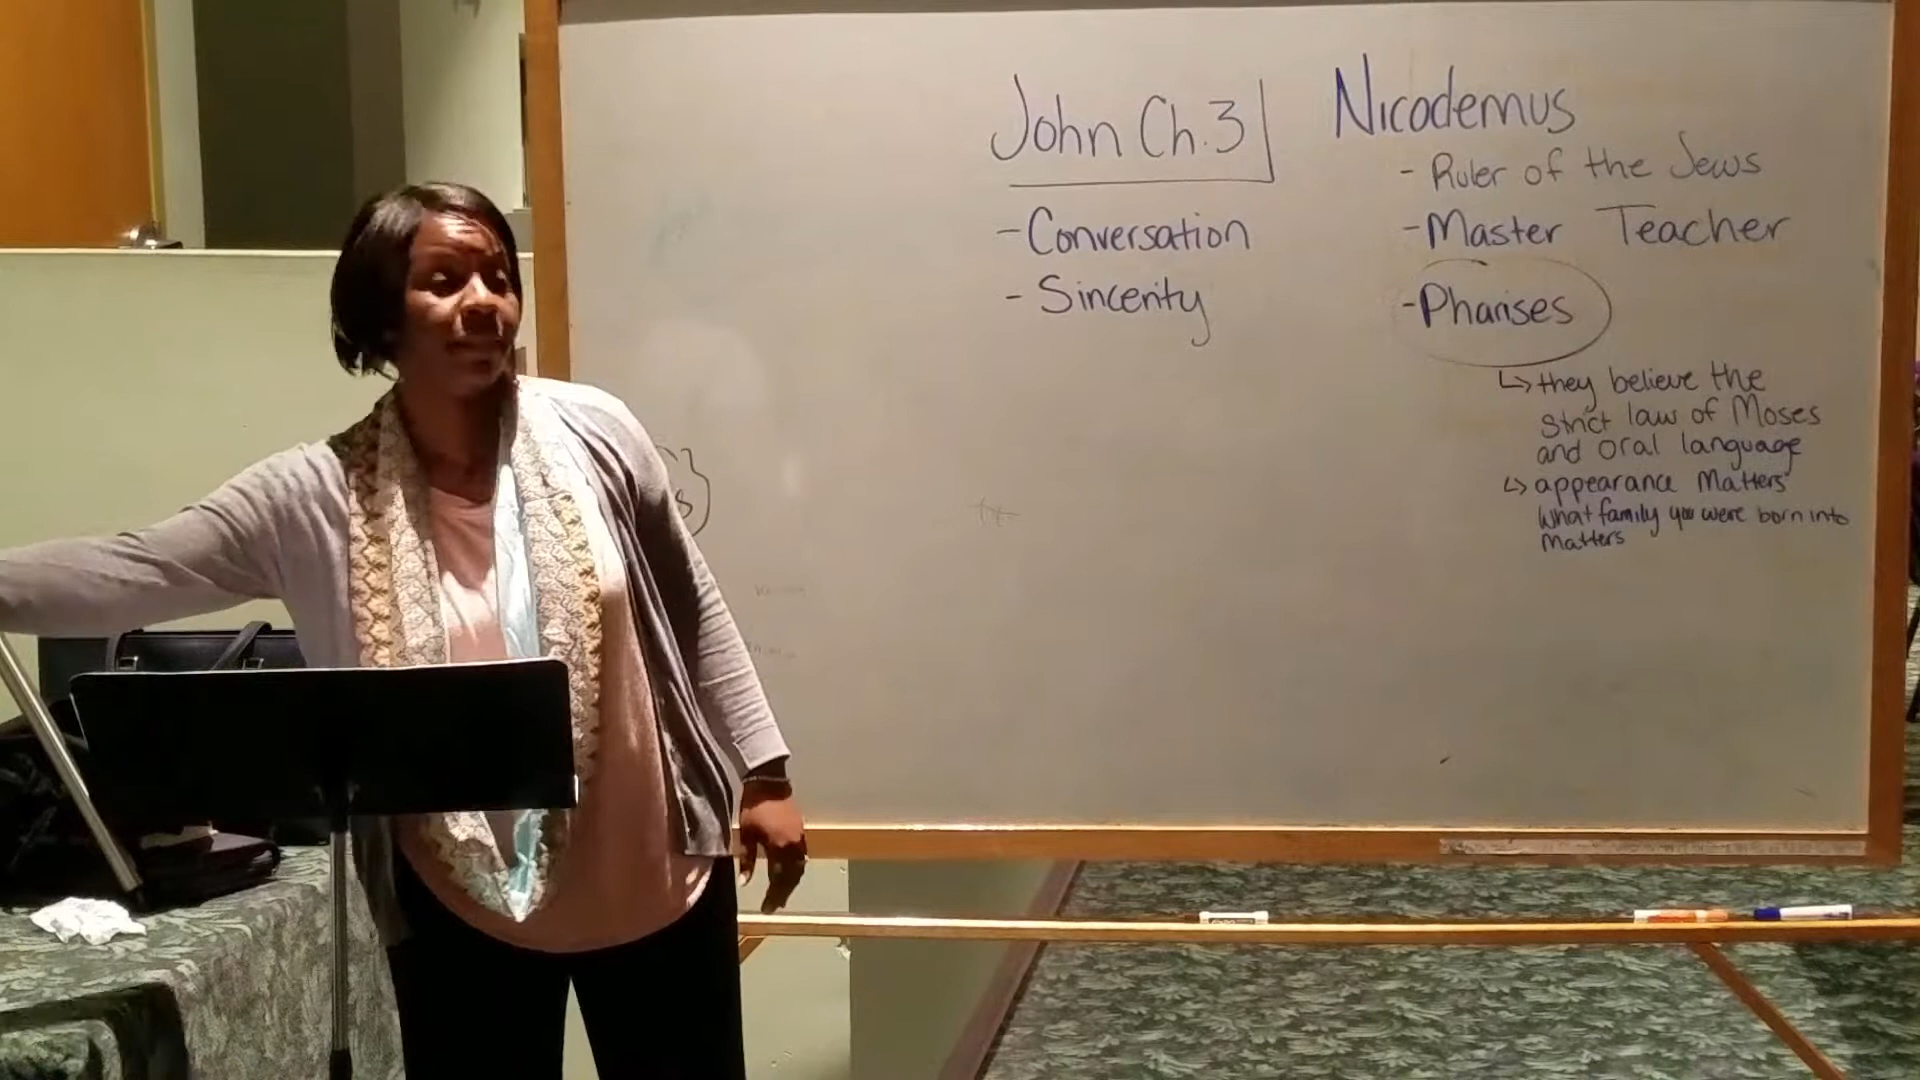 John Ch.3
- Conversation
- Sincerity
Nicodemus
- Ruler of the Jews
- Master Teacher
- Pharises
↳ they believe the
strict law of Moses
and oral language
↳ appearance Matters
What family you were born into
Matters